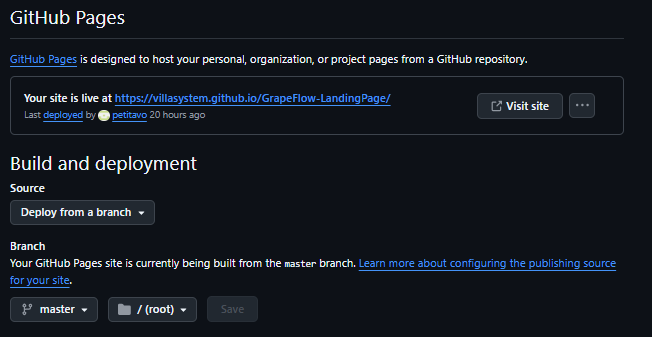 GitHub Pages
GitHub Pages is designed to host your personal, organization, or project pages from a GitHub repository.
Your site is live at https://villasystem.github.io/GrapeFlow-LandingPage/
Last deployed by petitavo 20 hours ago
Visit site
Build and deployment
Source
Deploy from a branch
Branch
Your GitHub Pages site is currently being built from the master branch. Learn more about configuring the publishing source
for your site.
master
/ (root)
Save